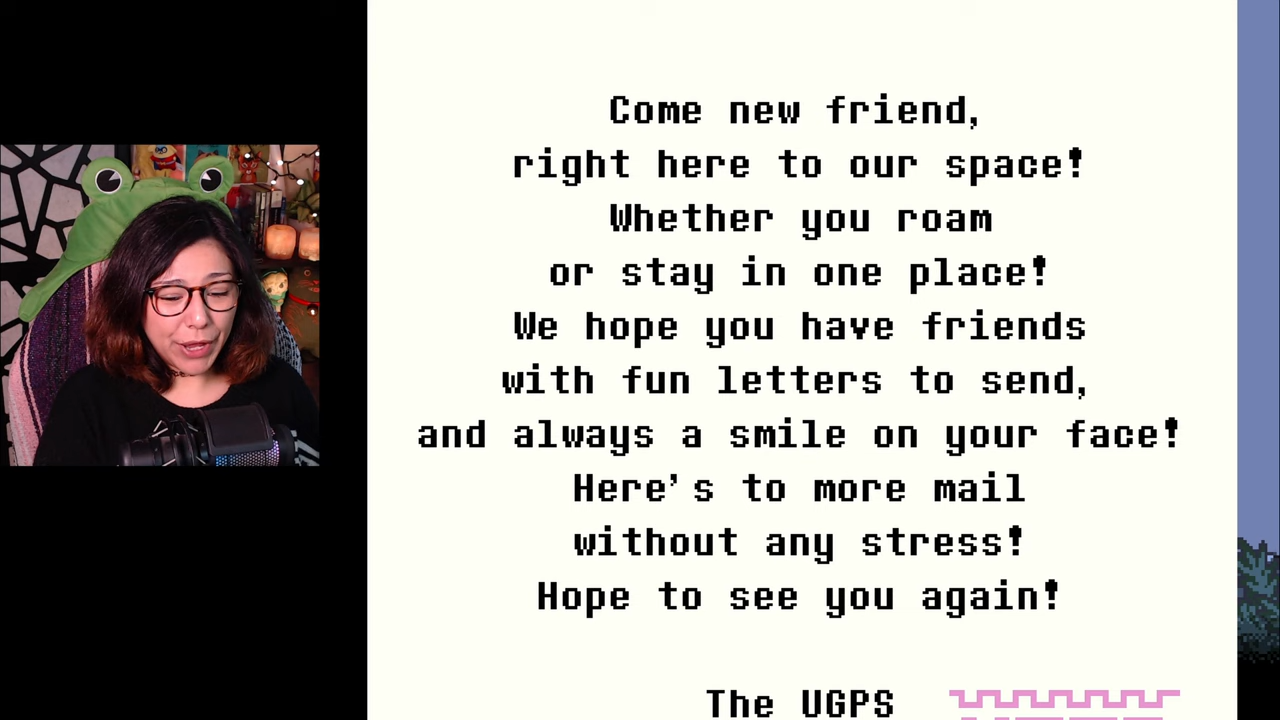 Come new friend,
right here to our space!
Whether you roam
or stay in one place!
We hope you have friends
with fun letters to send,
and always a smile on your face!
Here's to more mail
without any stress!
Hope to see you again!
The UGPS